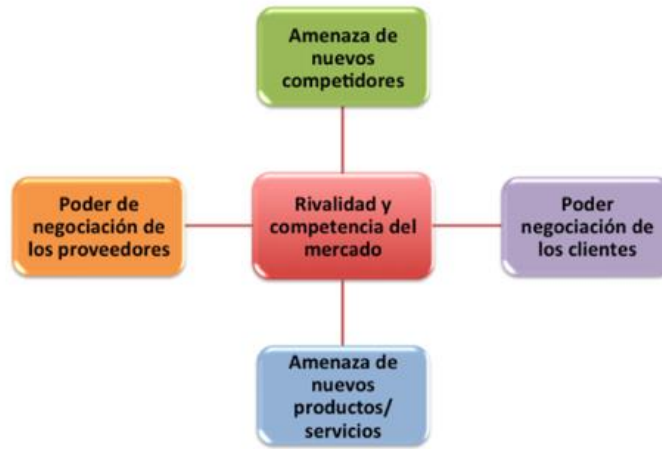 Amenaza de
nuevos
competidores
Poder de
negociación de
los proveedores
Rivalidad y
competencia del
mercado
Poder
negociación de
los clientes
Amenaza de
nuevos
productos/
servicios